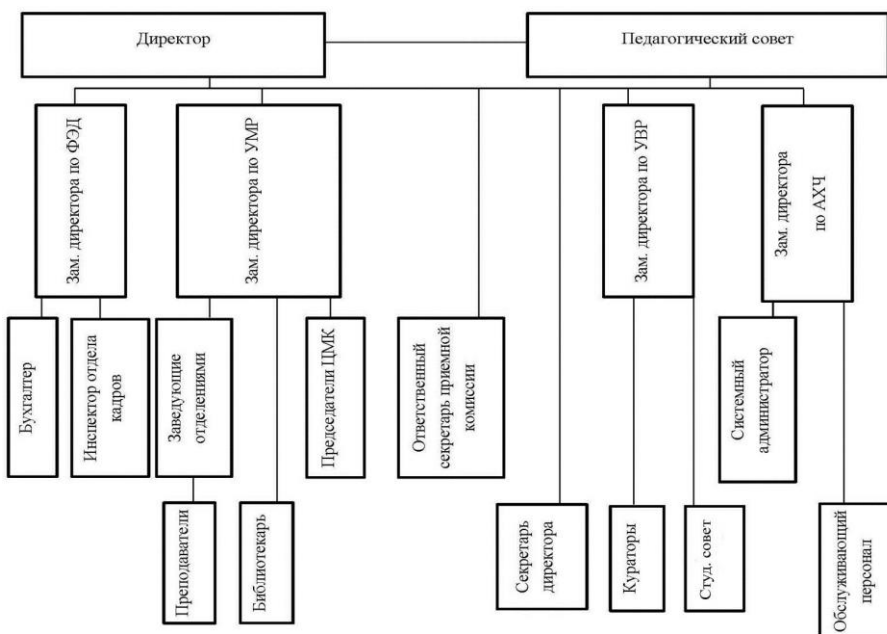 Директор
Педагогический совет
Зам. директора по ФЭД
Зам. директора по УМР
Зам. директора по УВР
Зам. директора
по АХЧ
Бухгалтер
Инспектор отдела
кадров
Заведующие
отделениями
Председатели ЦМК
Ответственный
секретарь приемной
комиссии
Системный
администратор
Преподаватели
Библиотекарь
Секретарь
директора
Кураторы
Студ. совет
Обслуживающий
персонал